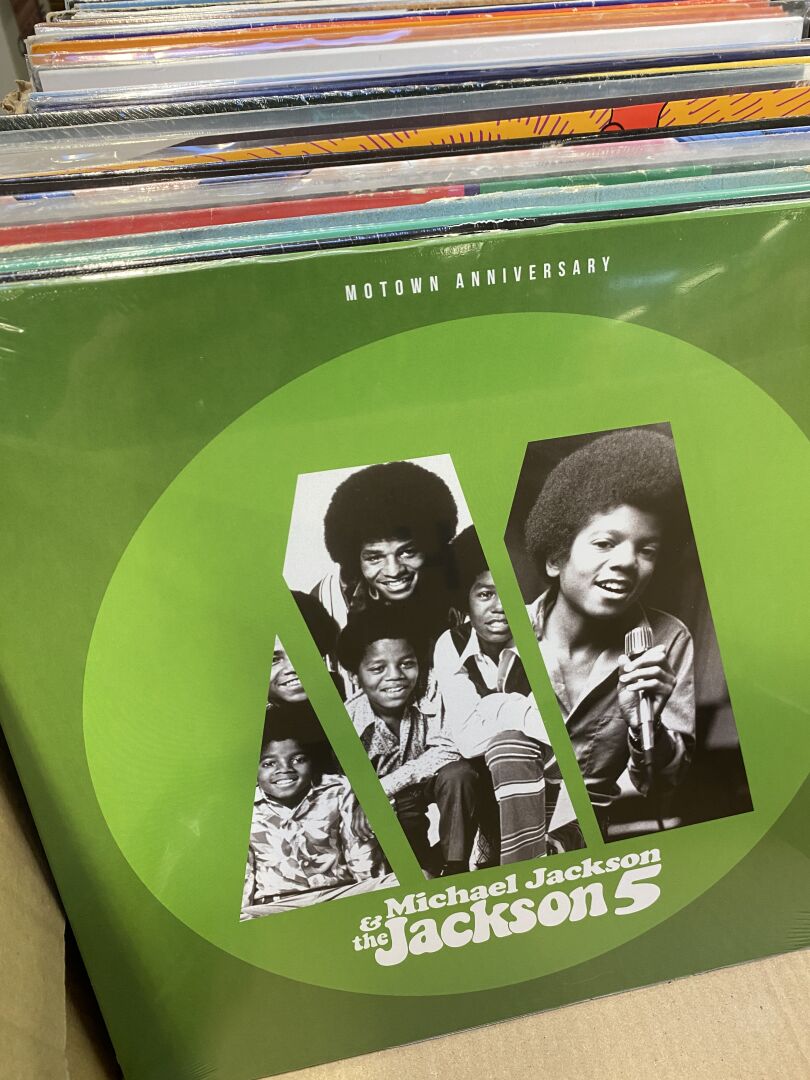 MOTOWN ANNIVERSARY
Michael Jackson
& the Jackson 5